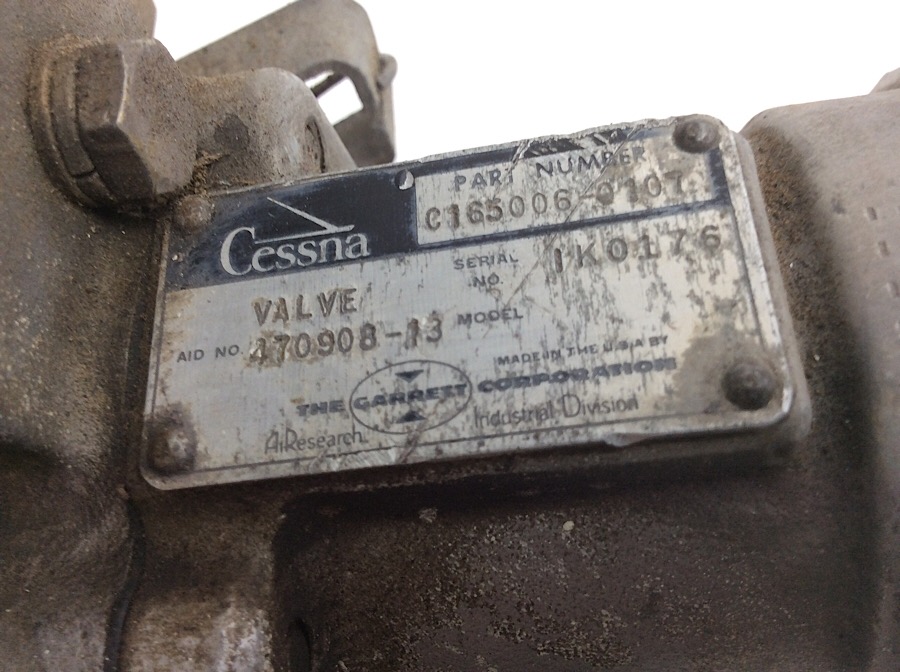 Cessna
PART NUMBER
C165006-0107
SERIAL NO. 1K0176
VALVE
MODEL
AID NO. 470908-13
MADE IN THE U.S.A BY
THE GARRETT CORPORATION
AiResearch Industrial Division